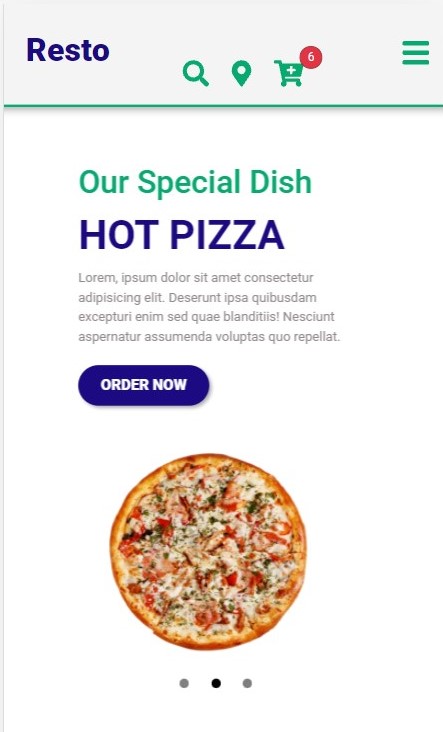 Resto
6
Our Special Dish
HOT PIZZA
Lorem, ipsum dolor sit amet consectetur
adipisicing elit. Deserunt ipsa quibusdam
excepturi enim sed quae blanditiis! Nesciunt
aspernatur assumenda voluptas quo repellat.
ORDER NOW